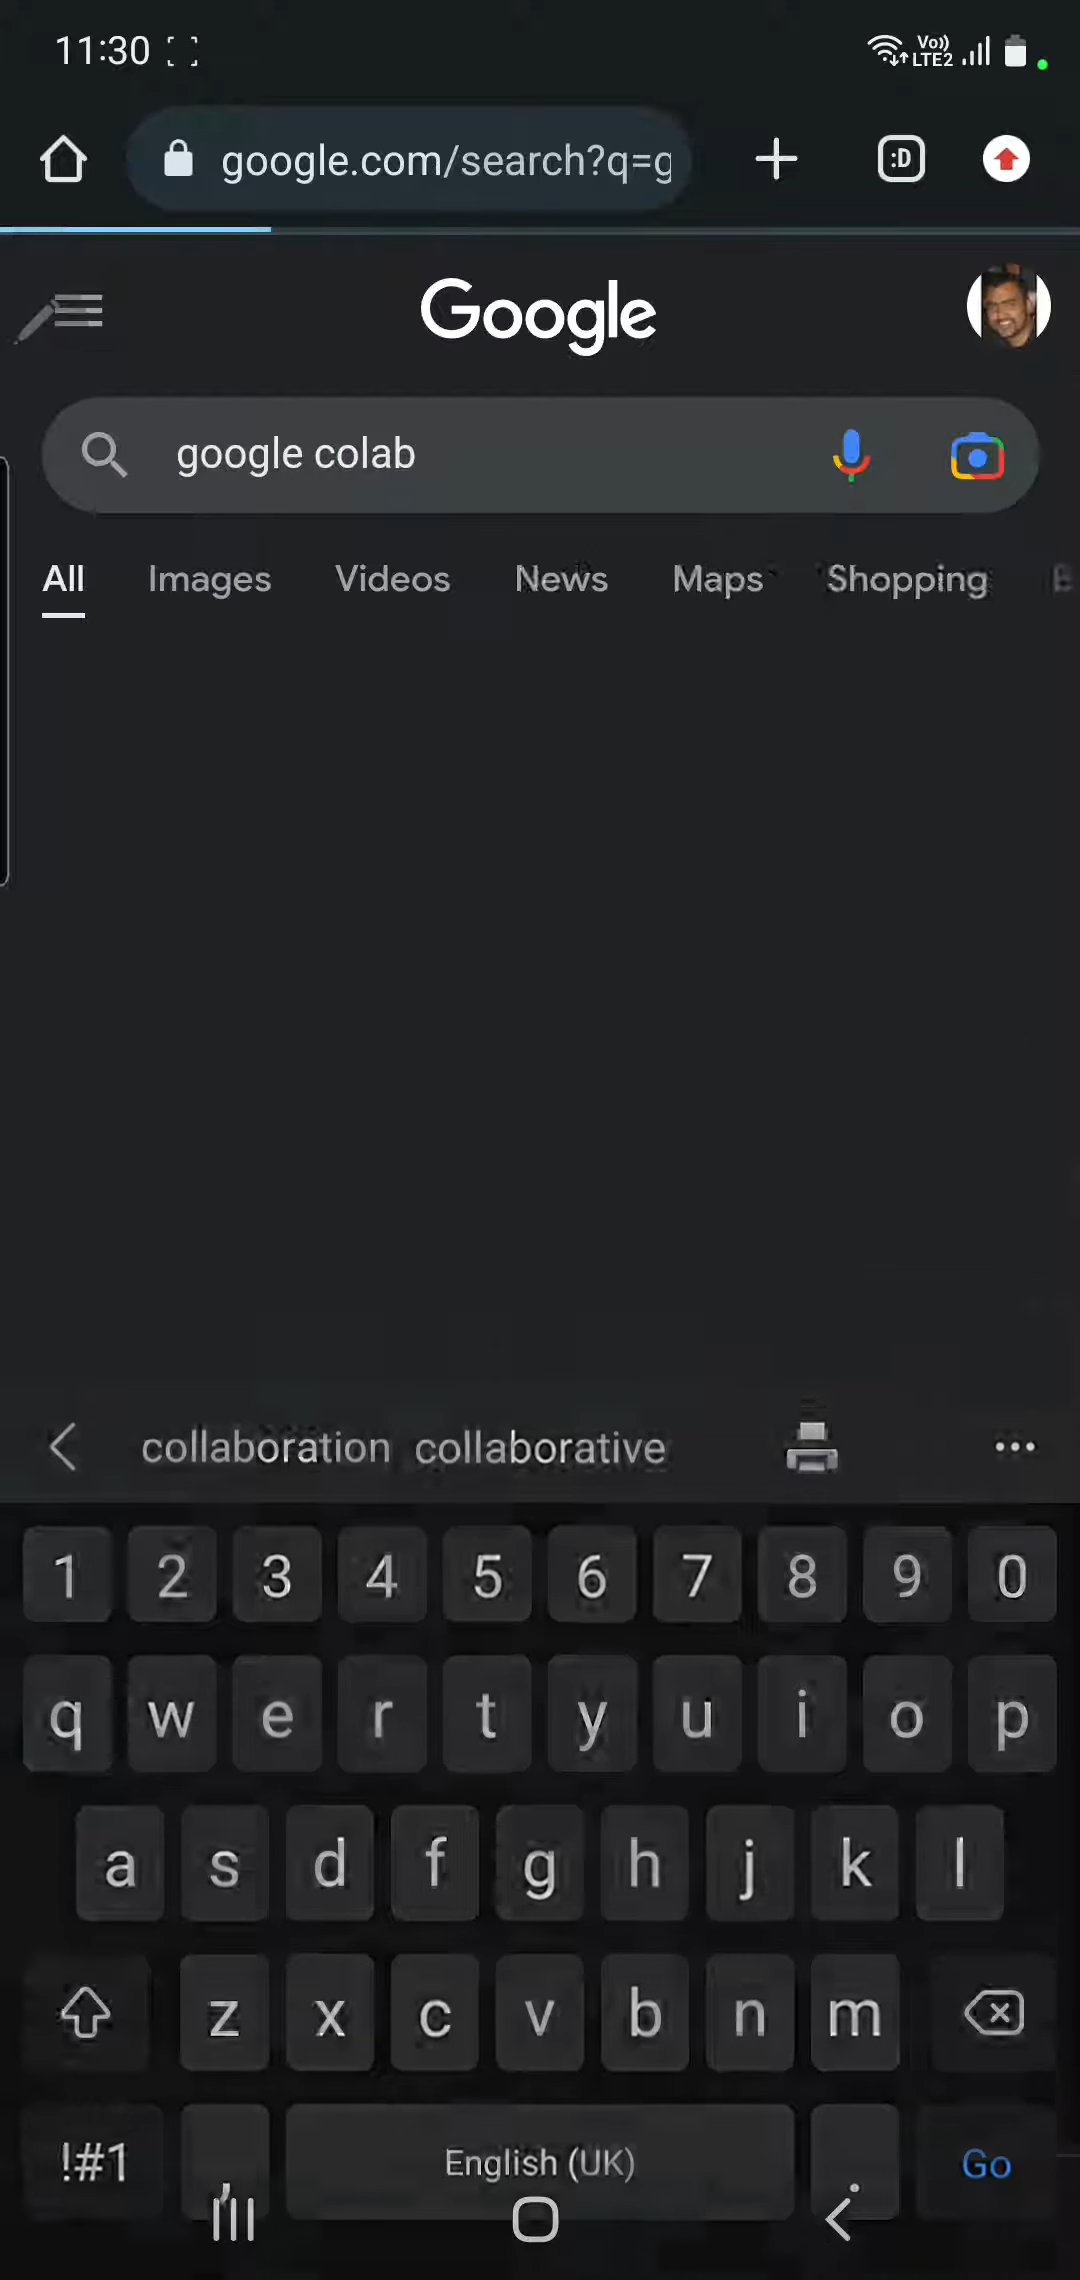 11:30
Vo)) LTE2
google.com/search?q=g
:D
Google
google colab
All Images Videos News Maps Shopping
collaboration collaborative
1 2 3 4 5 6 7 8 9 0
q w e r t y u i o p
a s d f g h j k l
z x c v b n m
!#1 , English (UK) . Go